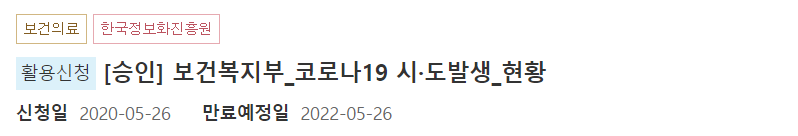 보건의료 한국정보화진흥원
활용신청 [승인] 보건복지부_코로나19 시·도발생_현황
신청일 2020-05-26 만료예정일 2022-05-26